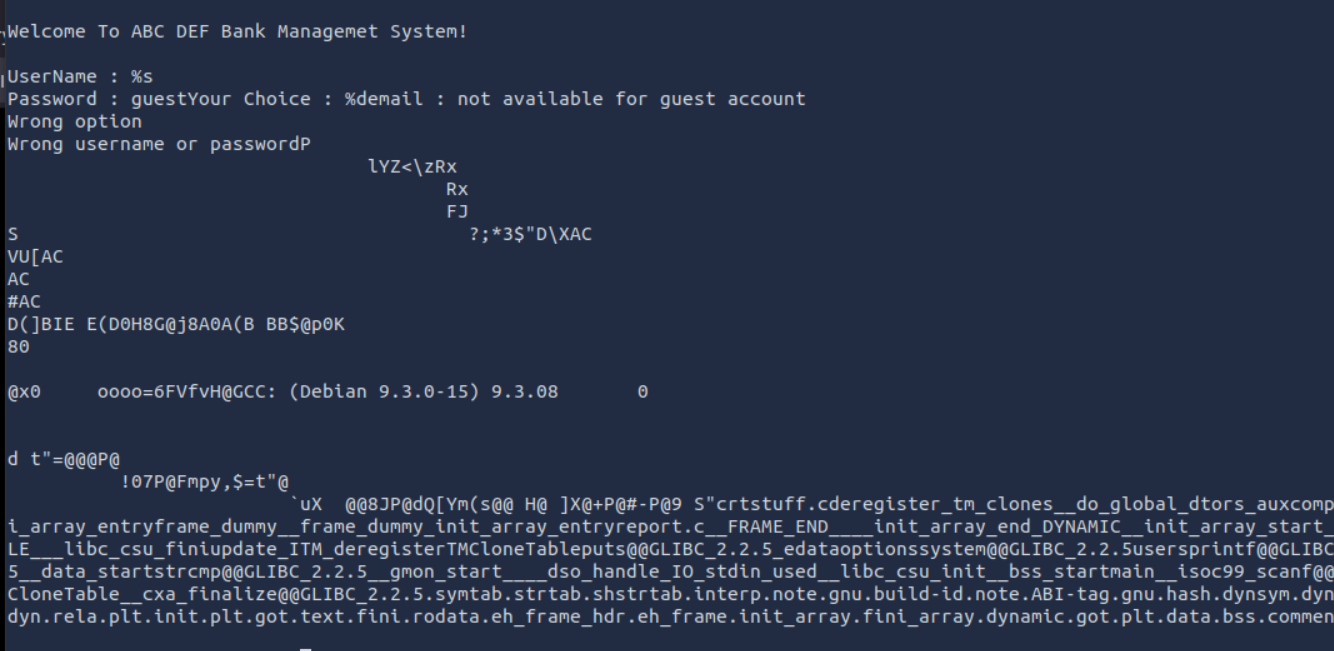 Welcome To ABC DEF Bank Managemet System!
UserName : %s
Password : guestYour Choice : %demail : not available for guest account
Wrong option
Wrong username or passwordP
lYZ<\zRx
Rx
FJ
S ?;*3$"D\XAC
VU[AC
AC
#AC
D(]BIE E(D0H8G@j8A0A(B BB$@p0K
80
@x0 oooo=6FVfvH@GCC: (Debian 9.3.0-15) 9.3.08 0
d t"=@@@P@
!07P@Fmpy,$=t"@
`uX @@8JP@dQ[Ym(s@@ H@ ]X@+P@#-P@9 S"crtstuff.cderegister_tm_clones__do_global_dtors_auxcomp
i_array_entryframe_dummy__frame_dummy_init_array_entryreport.c__FRAME_END____init_array_end_DYNAMIC__init_array_start_
LE___libc_csu_finiupdate_ITM_deregisterTMCloneTableputs@@GLIBC_2.2.5_edataoptionssystem@@GLIBC_2.2.5usersprintf@@GLIBC
5__data_startstrcmp@@GLIBC_2.2.5__gmon_start____dso_handle_IO_stdin_used__libc_csu_init__bss_startmain__isoc99_scanf@@
CloneTable__cxa_finalize@@GLIBC_2.2.5.symtab.strtab.shstrtab.interp.note.gnu.build-id.note.ABI-tag.gnu.hash.dynsym.dyn
dyn.rela.plt.init.plt.got.text.fini.rodata.eh_frame_hdr.eh_frame.init_array.fini_array.dynamic.got.plt.data.bss.commen